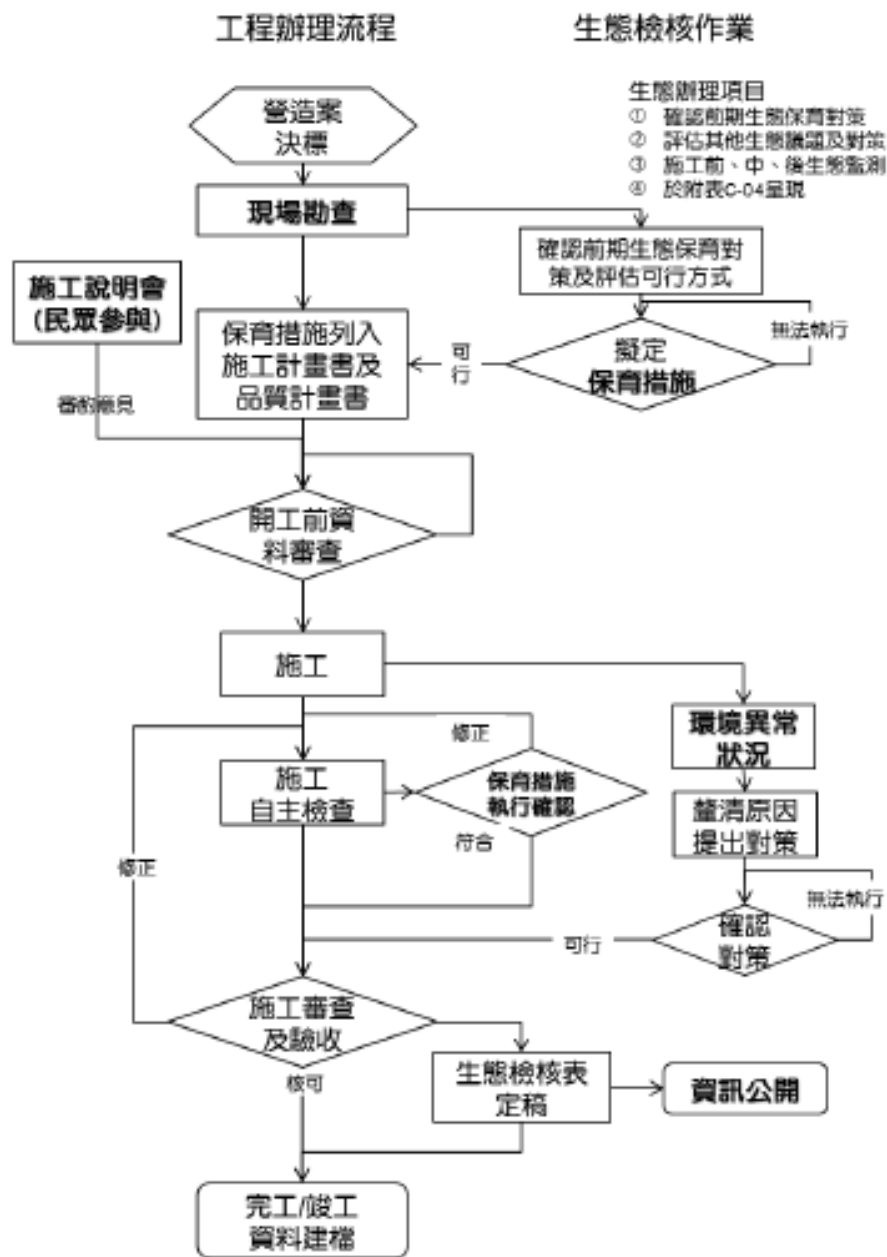 工程辦理流程
生態檢核作業
營造案
決標
生態辦理項目
① 確認前期生態保育對策
② 評估其他生態議題及對策
③ 施工前、中、後生態監測
④ 於附表C-04呈現
現場勘查
確認前期生態保育對
策及評估可行方式
施工說明會
(民眾參與)
保育措施列入
施工計畫書及
品質計畫書
可
行
擬定
保育措施
無法執行
審酌意見
開工前資
料審查
施工
環境異常
狀況
修正
施工
自主檢查
保育措施
執行確認
符合
釐清原因
提出對策
修正
無法執行
可行
確認
對策
施工審查
及驗收
核可
生態檢核表
定稿
資訊公開
完工/竣工
資料建檔